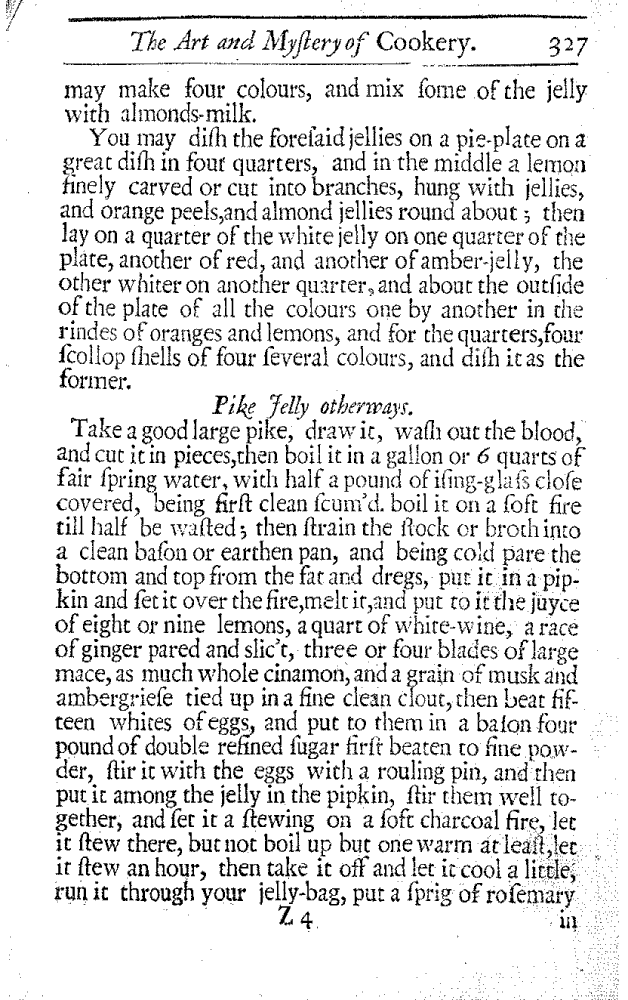 The Art and Myſtery of Cookery. 327
may make four colours, and mix ſome of the jelly
with almonds-milk.
You may diſh the foreſaid jellies on a pie-plate on a
great diſh in four quarters, and in the middle a lemon
finely carved or cut into branches, hung with jellies,
and orange peels,and almond jellies round about ; then
lay on a quarter of the white jelly on one quarter of the
plate, another of red, and another of amber-jelly, the
other whiter on another quarter, and about the outſide
of the plate of all the colours one by another in the
rindes of oranges and lemons, and for the quarters,four
ſcollop ſhells of four ſeveral colours, and diſh it as the
former.
Pike Jelly otherways.
Take a good large pike, draw it, waſh out the blood,
and cut it in pieces,then boil it in a gallon or 6 quarts of
fair ſpring water, with half a pound of iſing-glaſs cloſe
covered, being firſt clean ſcum'd. boil it on a ſoft fire
till half be waſted; then ſtrain the ſtock or broth into
a clean baſon or earthen pan, and being cold pare the
bottom and top from the fat and dregs, put it in a pip-
kin and ſet it over the fire,melt it,and put to it the juyce
of eight or nine lemons, a quart of white-wine, a race
of ginger pared and slic't, three or four blades of large
mace, as much whole cinamon, and a grain of musk and
ambergrieſe tied up in a fine clean clout, then beat fif-
teen whites of eggs, and put to them in a baſon four
pound of double refined ſugar firſt beaten to fine pow-
der, ſtir it with the eggs with a rouling pin, and then
put it among the jelly in the pipkin, ſtir them well to-
gether, and ſet it a ſtewing on a ſoft charcoal fire, let
it ſtew there, but not boil up but one warm at leaſt,let
it ſtew an hour, then take it off and let it cool a little,
run it through your jelly-bag, put a ſprig of roſemary
Z 4 in